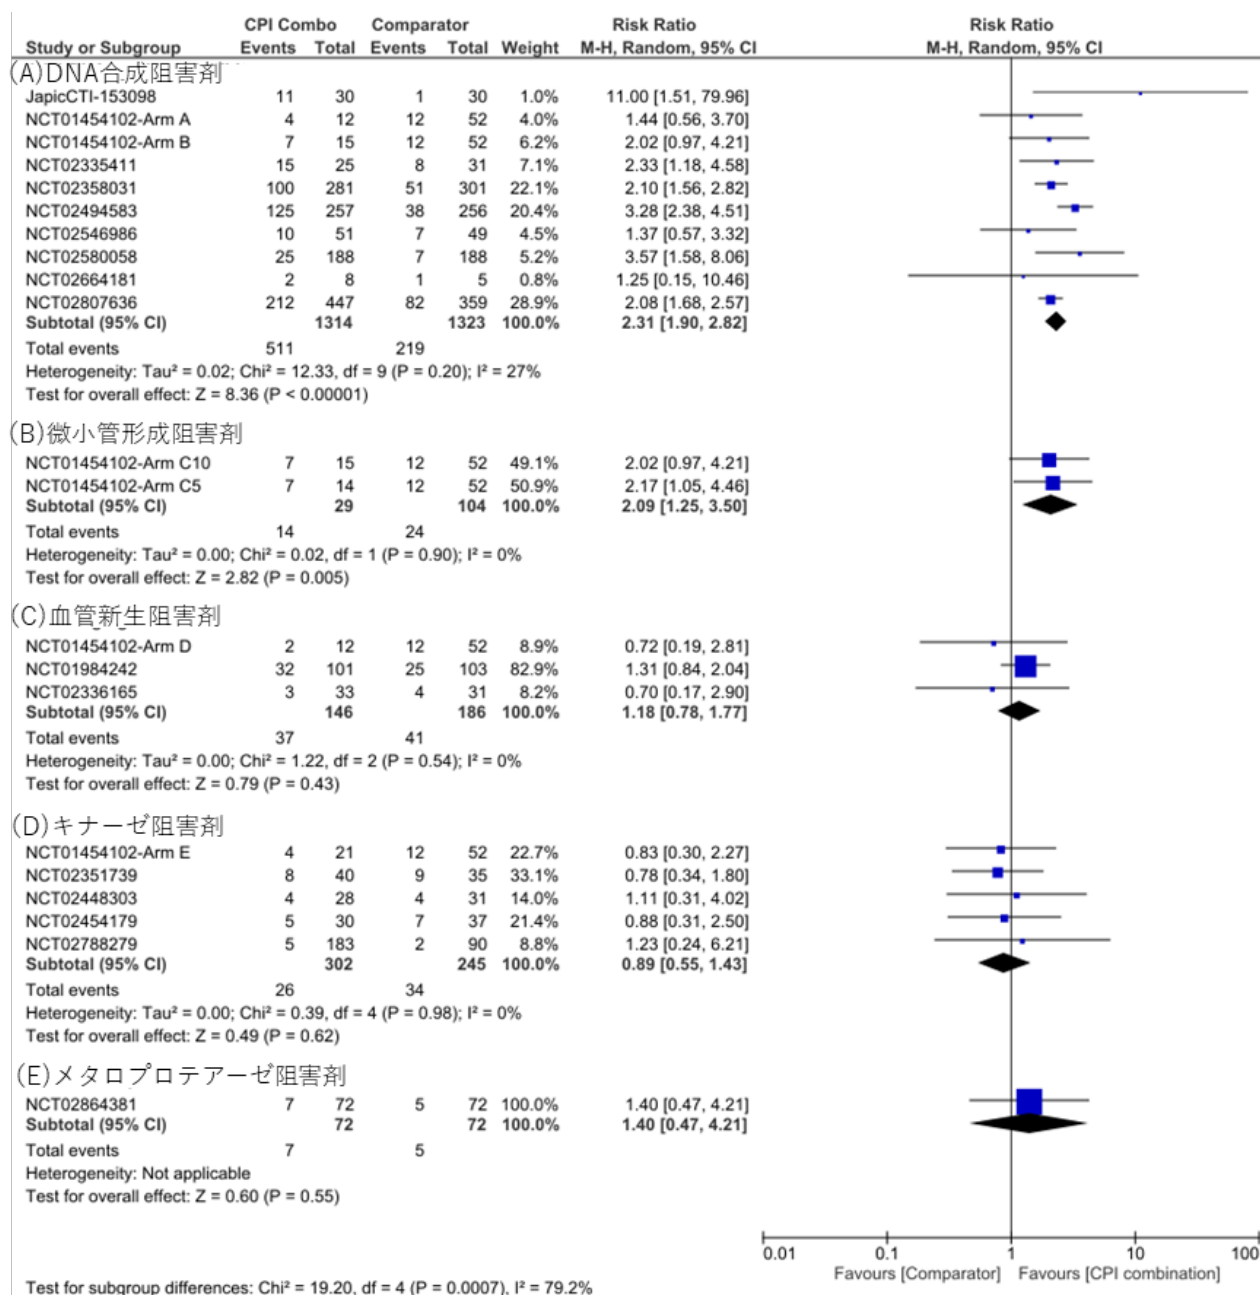 CPI Combo Comparator Risk Ratio Risk Ratio
Study or Subgroup Events Total Events Total Weight M-H, Random, 95% CI M-H, Random, 95% CI
(A)DNA合成阻害剤
JapicCTI-153098 11 30 1 30 1.0% 11.00 [1.51, 79.96]
NCT01454102-Arm A 4 12 12 52 4.0% 1.44 [0.56, 3.70]
NCT01454102-Arm B 7 15 12 52 6.2% 2.02 [0.97, 4.21]
NCT02335411 15 25 8 31 7.1% 2.33 [1.18, 4.58]
NCT02358031 100 281 51 301 22.1% 2.10 [1.56, 2.82]
NCT02494583 125 257 38 256 20.4% 3.28 [2.38, 4.51]
NCT02546986 10 51 7 49 4.5% 1.37 [0.57, 3.32]
NCT02580058 25 188 7 188 5.2% 3.57 [1.58, 8.06]
NCT02664181 2 8 1 5 0.8% 1.25 [0.15, 10.46]
NCT02807636 212 447 82 359 28.9% 2.08 [1.68, 2.57]
Subtotal (95% CI) 1314 1323 100.0% 2.31 [1.90, 2.82]
Total events 511 219
Heterogeneity: Tau² = 0.02; Chi² = 12.33, df = 9 (P = 0.20); I² = 27%
Test for overall effect: Z = 8.36 (P < 0.00001)
(B)微小管形成阻害剤
NCT01454102-Arm C10 7 15 12 52 49.1% 2.02 [0.97, 4.21]
NCT01454102-Arm C5 7 14 12 52 50.9% 2.17 [1.05, 4.46]
Subtotal (95% CI) 29 104 100.0% 2.09 [1.25, 3.50]
Total events 14 24
Heterogeneity: Tau² = 0.00; Chi² = 0.02, df = 1 (P = 0.90); I² = 0%
Test for overall effect: Z = 2.82 (P = 0.005)
(C)血管新生阻害剤
NCT01454102-Arm D 2 12 12 52 8.9% 0.72 [0.19, 2.81]
NCT01984242 32 101 25 103 82.9% 1.31 [0.84, 2.04]
NCT02336165 3 33 4 31 8.2% 0.70 [0.17, 2.90]
Subtotal (95% CI) 146 186 100.0% 1.18 [0.78, 1.77]
Total events 37 41
Heterogeneity: Tau² = 0.00; Chi² = 1.22, df = 2 (P = 0.54); I² = 0%
Test for overall effect: Z = 0.79 (P = 0.43)
(D)キナーゼ阻害剤
NCT01454102-Arm E 4 21 12 52 22.7% 0.83 [0.30, 2.27]
NCT02351739 8 40 9 35 33.1% 0.78 [0.34, 1.80]
NCT02448303 4 28 4 31 14.0% 1.11 [0.31, 4.02]
NCT02454179 5 30 7 37 21.4% 0.88 [0.31, 2.50]
NCT02788279 5 183 2 90 8.8% 1.23 [0.24, 6.21]
Subtotal (95% CI) 302 245 100.0% 0.89 [0.55, 1.43]
Total events 26 34
Heterogeneity: Tau² = 0.00; Chi² = 0.39, df = 4 (P = 0.98); I² = 0%
Test for overall effect: Z = 0.49 (P = 0.62)
(E)メタロプロテアーゼ阻害剤
NCT02864381 7 72 5 72 100.0% 1.40 [0.47, 4.21]
Subtotal (95% CI) 72 72 100.0% 1.40 [0.47, 4.21]
Total events 7 5
Heterogeneity: Not applicable
Test for overall effect: Z = 0.60 (P = 0.55)
0.01 0.1 1 10 100
Favours [Comparator] Favours [CPI combination]
Test for subgroup differences: Chi² = 19.20, df = 4 (P = 0.0007), I² = 79.2%